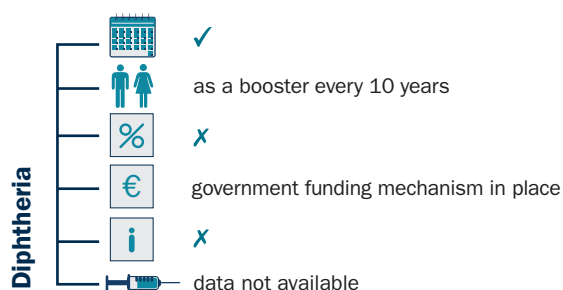 ✓
as a booster every 10 years
%
✗
€
government funding mechanism in place
i
✗
data not available
Diphtheria